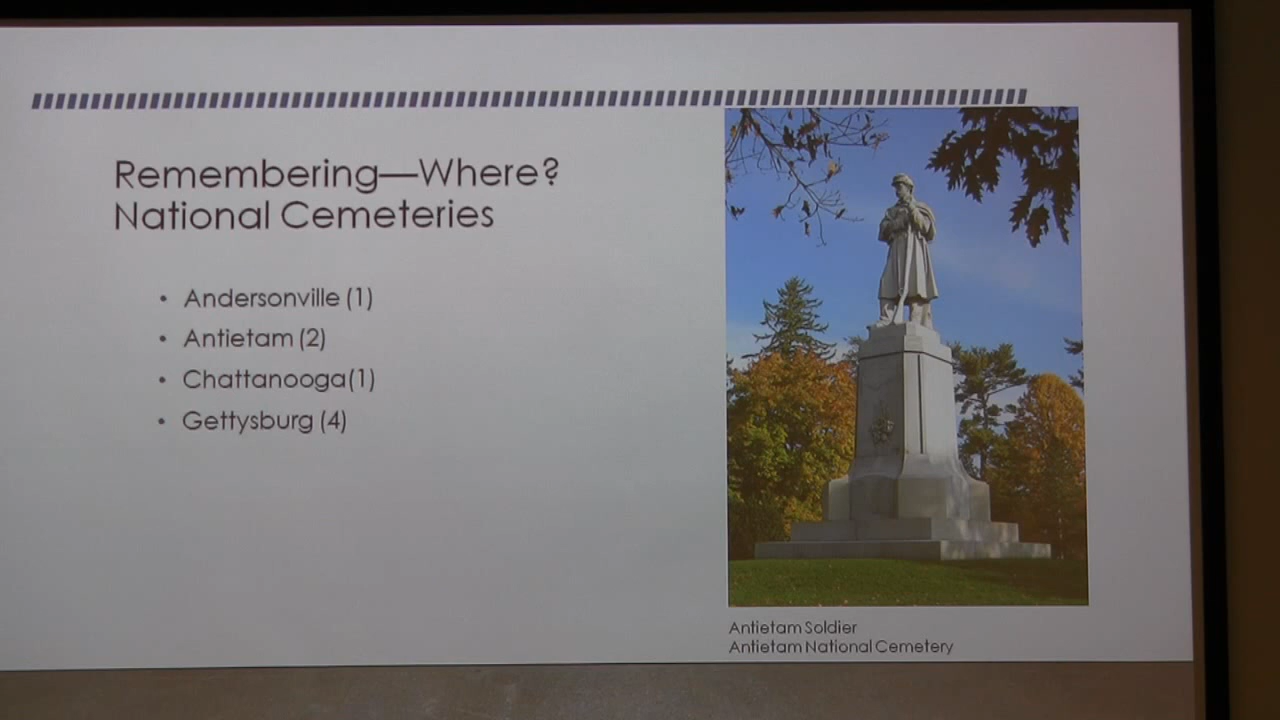 Remembering—Where?
National Cemeteries
• Andersonville (1)
• Antietam (2)
• Chattanooga(1)
• Gettysburg (4)
Antietam Soldier
Antietam National Cemetery